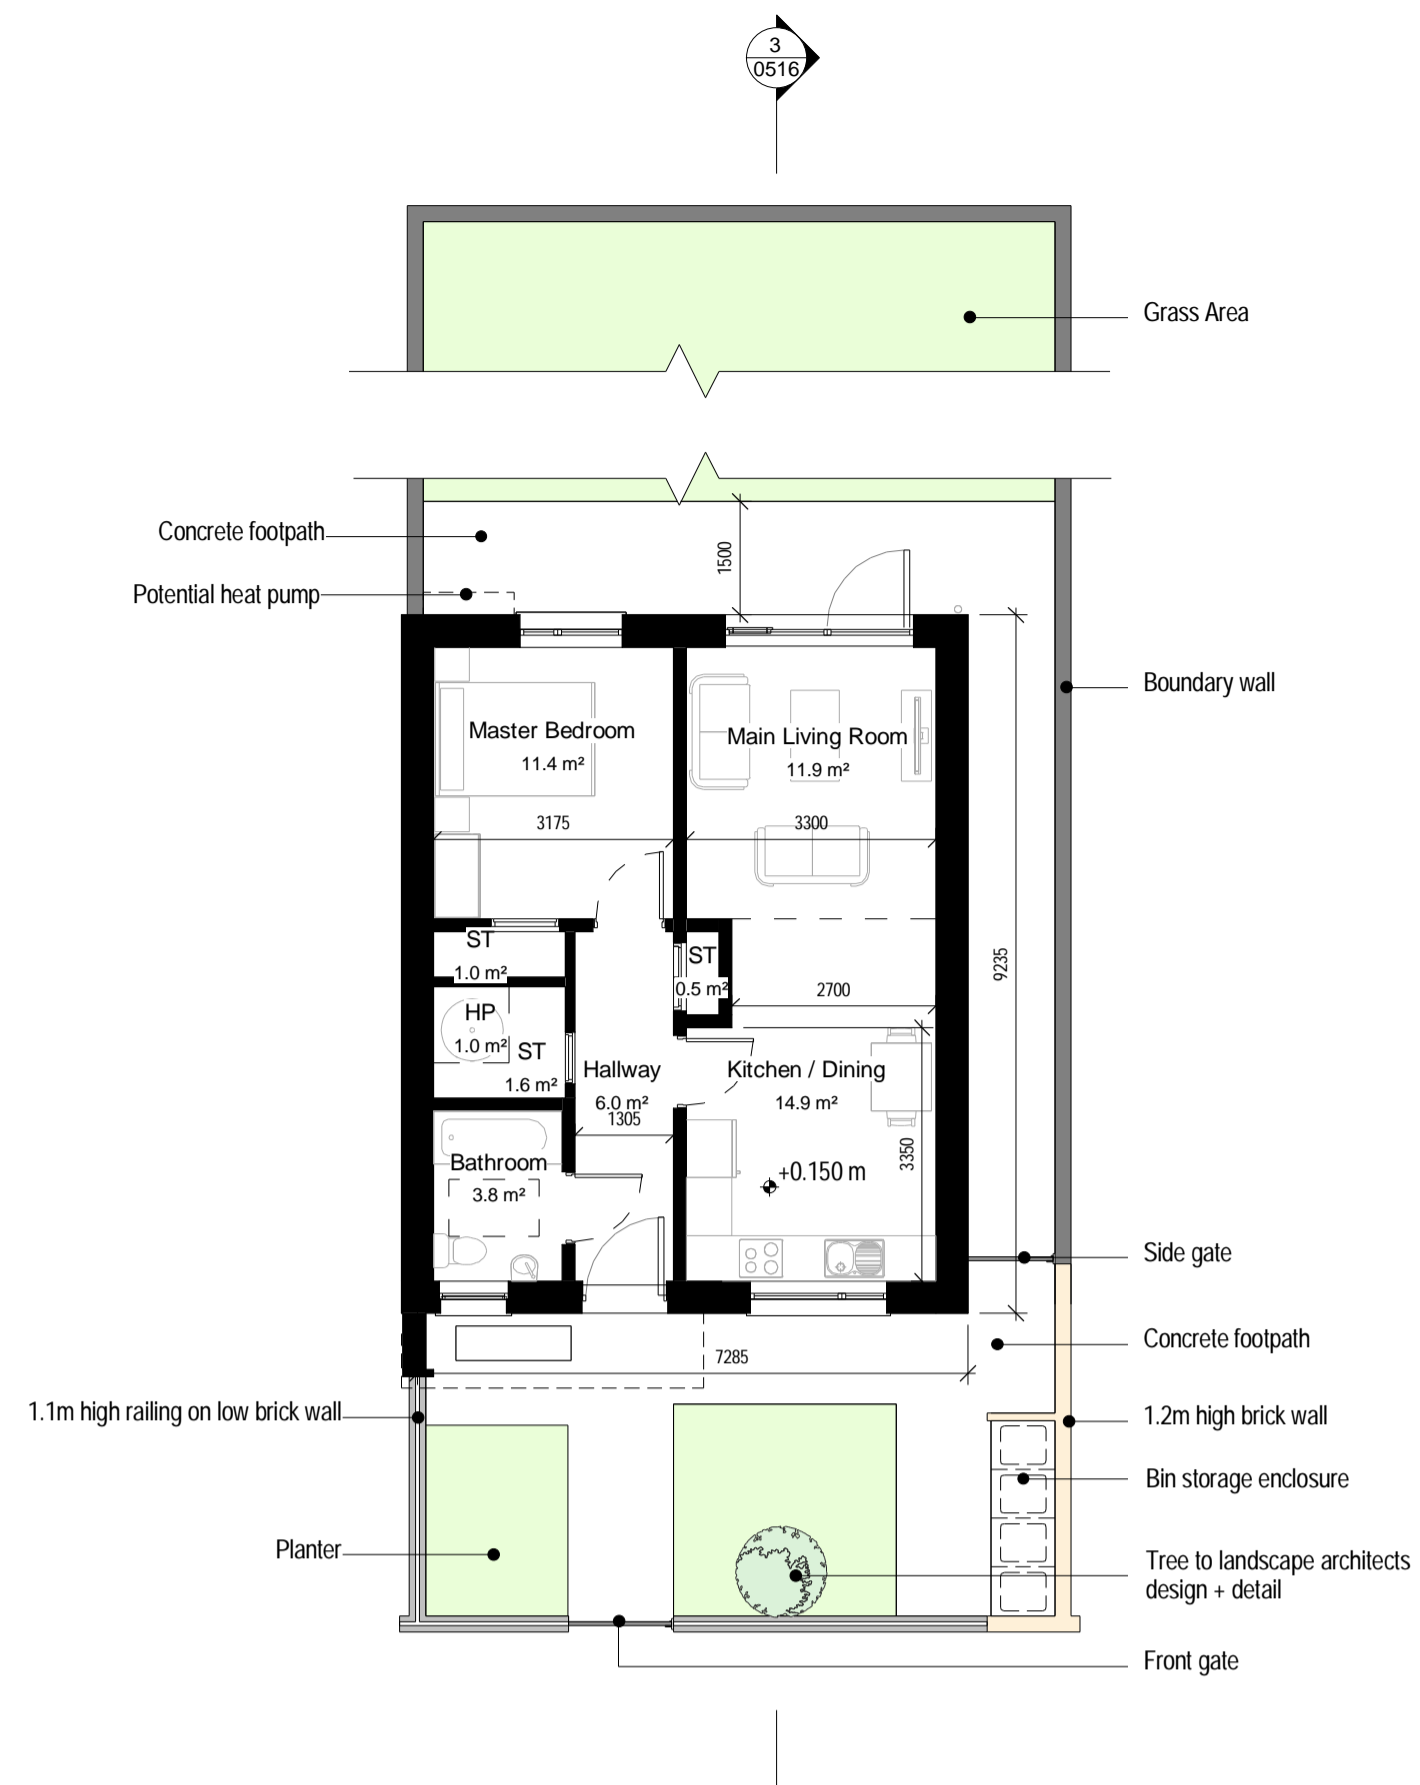 3
0516
Grass Area
Concrete footpath
1500
Potential heat pump
Boundary wall
Master Bedroom
11.4 m²
Main Living Room
11.9 m²
3175
3300
ST
1.0 m²
ST
0.5 m²
9235
2700
HP
1.0 m²
ST
1.6 m²
Hallway
6.0 m²
1305
Kitchen / Dining
14.9 m²
3350
Bathroom
3.8 m²
+0.150 m
Side gate
Concrete footpath
7285
1.1m high railing on low brick wall
1.2m high brick wall
Bin storage enclosure
Planter
Tree to landscape architects
design + detail
Front gate